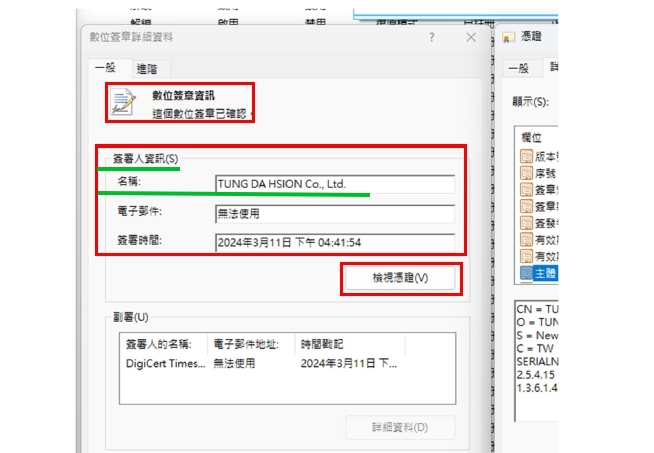 數位簽章詳細資料
?
憑證
一般
進階
一般
數位簽章資訊
這個數位簽章已確認。
顯示(S):
欄位
簽署人資訊(S)
名稱:
TUNG DA HSION Co., Ltd.
電子郵件:
無法使用
簽署時間:
2024年3月11日 下午 04:41:54
檢視憑證(V)
序號
主體
副署(U)
簽署人的名稱:
電子郵件地址:
時間戳記
DigiCert Times...
無法使用
2024年3月11日 下...
詳細資料(D)
CN = TU
O = TUN
S = New
C = TW
SERIALN
2.5.4.15
1.3.6.1.4